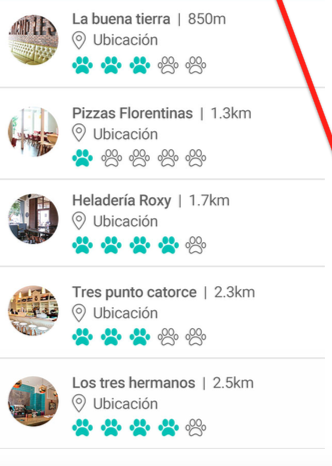 La buena tierra | 850m
Ubicación
Pizzas Florentinas | 1.3km
Ubicación
Heladería Roxy | 1.7km
Ubicación
Tres punto catorce | 2.3km
Ubicación
Los tres hermanos | 2.5km
Ubicación